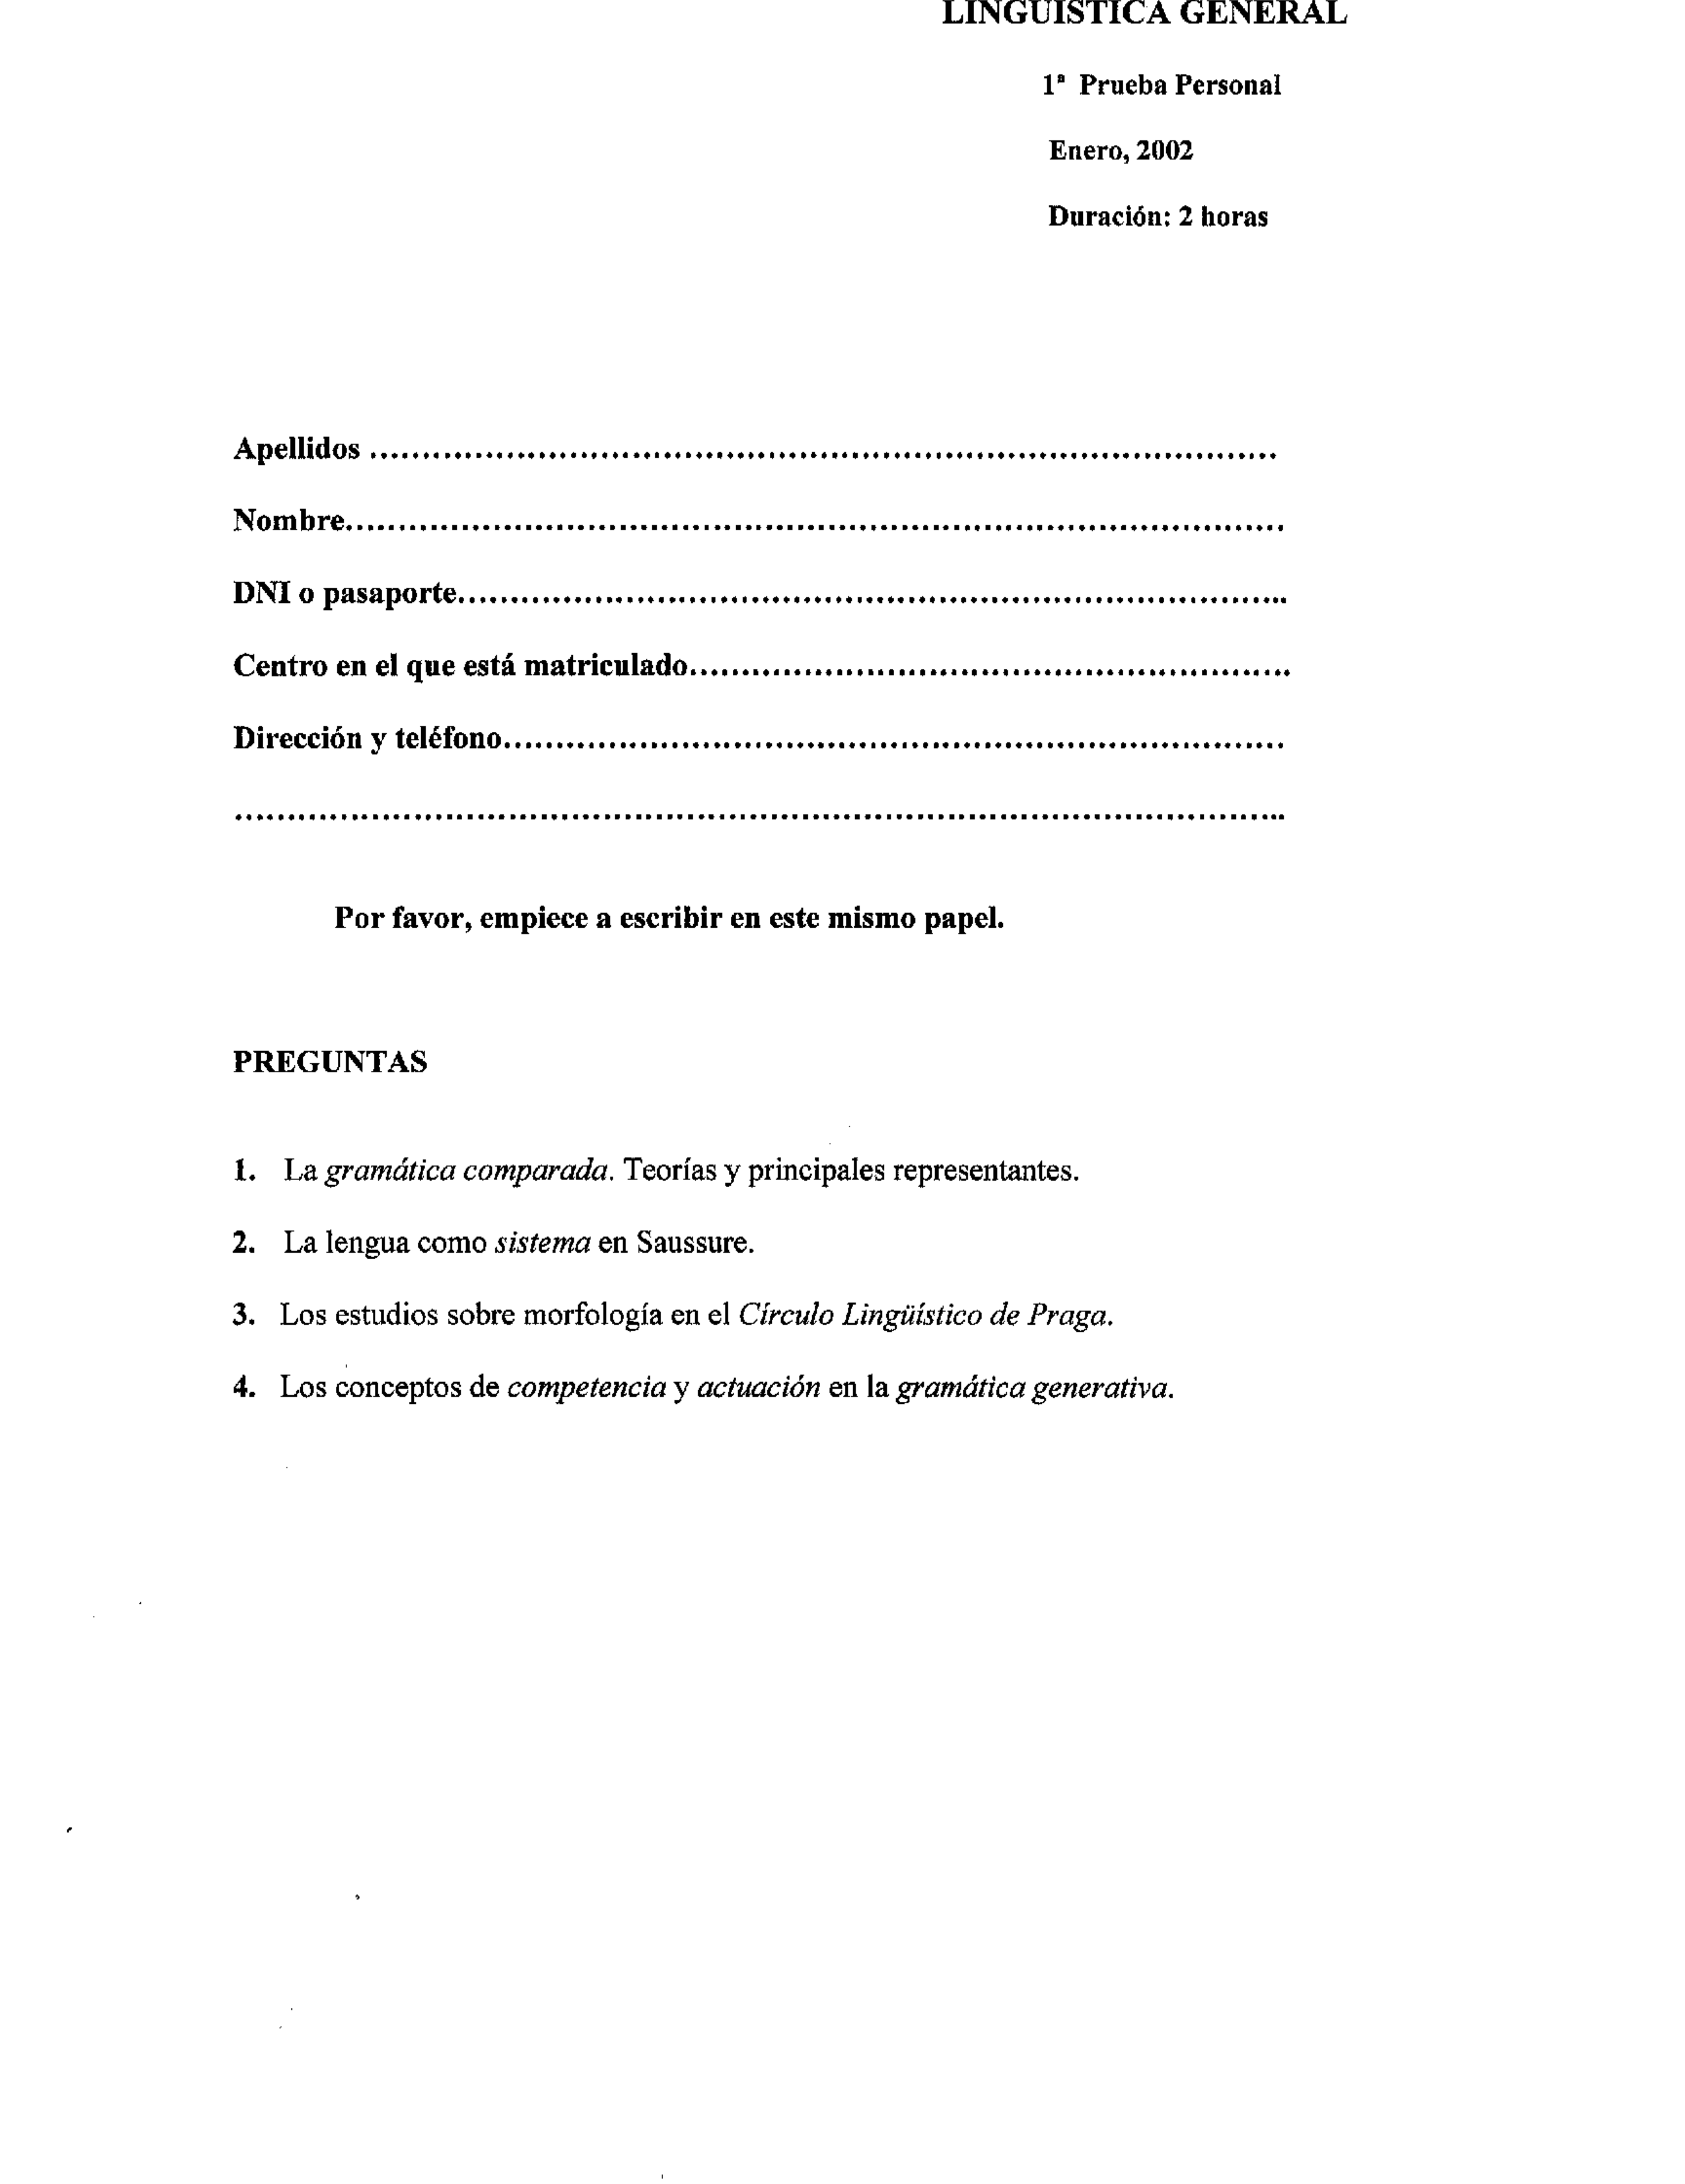 LINGÜÍSTICA GENERAL
1ª Prueba Personal
Enero, 2002
Duración: 2 horas
Apellidos ........................................................................................
Nombre...........................................................................................
DNI o pasaporte................................................................................
Centro en el que está matriculado..........................................................
Dirección y teléfono...........................................................................
.....................................................................................................
Por favor, empiece a escribir en este mismo papel.
PREGUNTAS
1. La gramática comparada. Teorías y principales representantes.
2. La lengua como sistema en Saussure.
3. Los estudios sobre morfología en el Círculo Lingüístico de Praga.
4. Los conceptos de competencia y actuación en la gramática generativa.